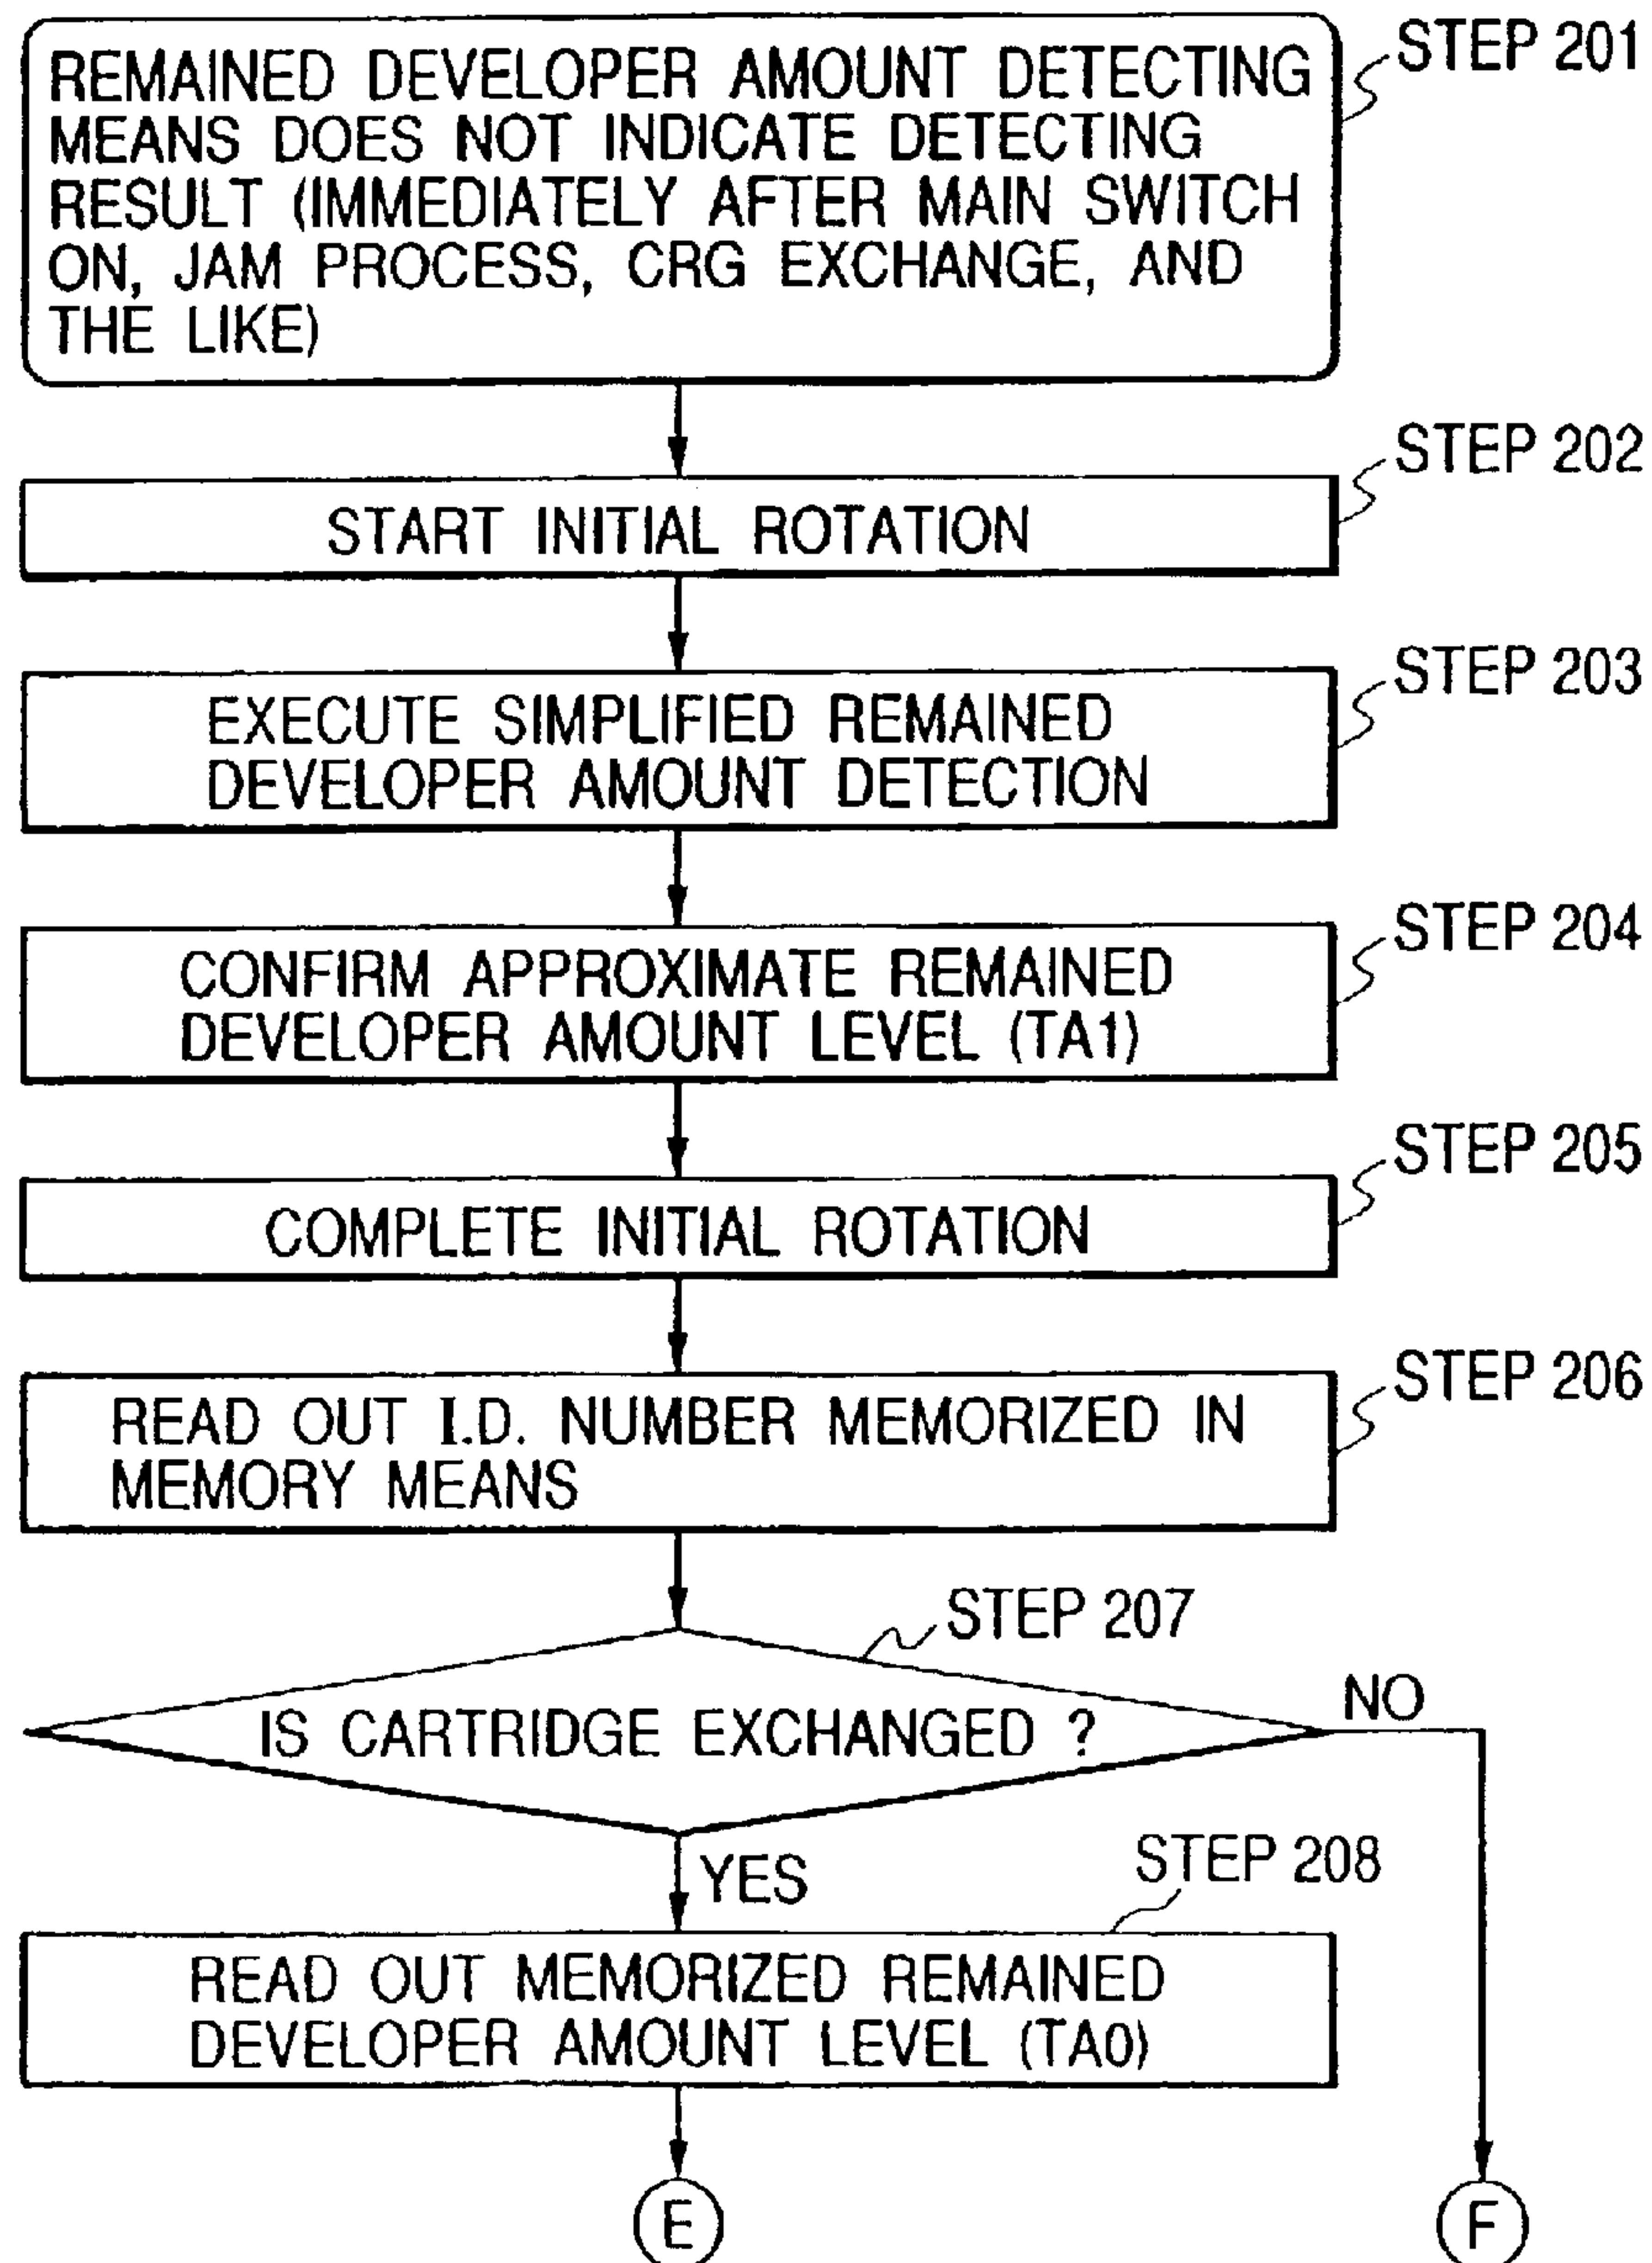 STEP 201
REMAINED DEVELOPER AMOUNT DETECTING
MEANS DOES NOT INDICATE DETECTING
RESULT (IMMEDIATELY AFTER MAIN SWITCH
ON, JAM PROCESS, CRG EXCHANGE, AND
THE LIKE)
STEP 202
START INITIAL ROTATION
STEP 203
EXECUTE SIMPLIFIED REMAINED
DEVELOPER AMOUNT DETECTION
STEP 204
CONFIRM APPROXIMATE REMAINED
DEVELOPER AMOUNT LEVEL (TA1)
STEP 205
COMPLETE INITIAL ROTATION
STEP 206
READ OUT I.D. NUMBER MEMORIZED IN
MEMORY MEANS
STEP 207
IS CARTRIDGE EXCHANGED ?
NO
YES
STEP 208
READ OUT MEMORIZED REMAINED
DEVELOPER AMOUNT LEVEL (TA0)
E
F